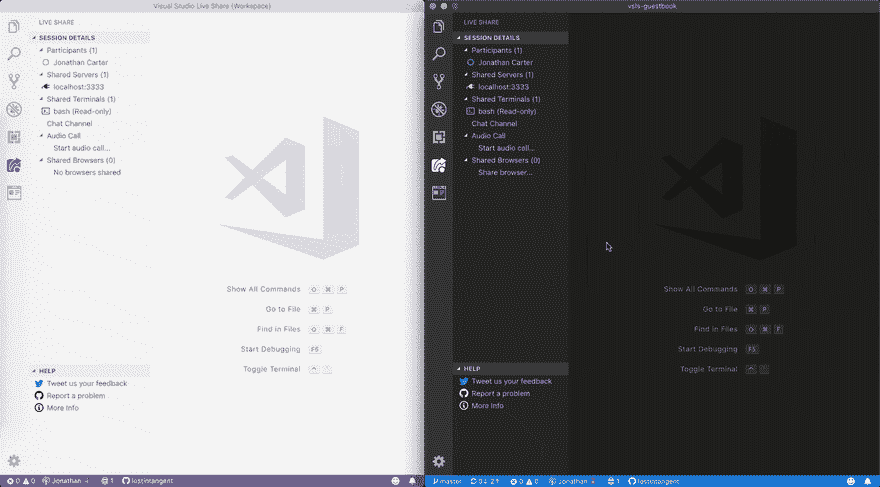 Visual Studio Live Share (Workspace)
LIVE SHARE
SESSION DETAILS
Participants (1)
Jonathan Carter
Shared Servers (1)
localhost:3333
Shared Terminals (1)
bash (Read-only)
Chat Channel
Audio Call
Start audio call...
Shared Browsers (0)
No browsers shared
Show All Commands ⇧ ⌘ P
Go to File ⌘ P
Find in Files ⇧ ⌘ F
Start Debugging F5
Toggle Terminal ^
HELP
Tweet us your feedback
Report a problem
More Info
0 0 Jonathan 1 lostintangent
vsls-guestbook
LIVE SHARE
SESSION DETAILS
Participants (1)
Jonathan Carter
Shared Servers (1)
localhost:3333
Shared Terminals (1)
bash (Read-only)
Chat Channel
Audio Call
Start audio call...
Shared Browsers (0)
Share browser...
Show All Commands ⇧ ⌘ P
Go to File ⌘ P
Find in Files ⇧ ⌘ F
Start Debugging F5
Toggle Terminal ^
HELP
Tweet us your feedback
Report a problem
More Info
master 0 0 Jonathan lostintangent